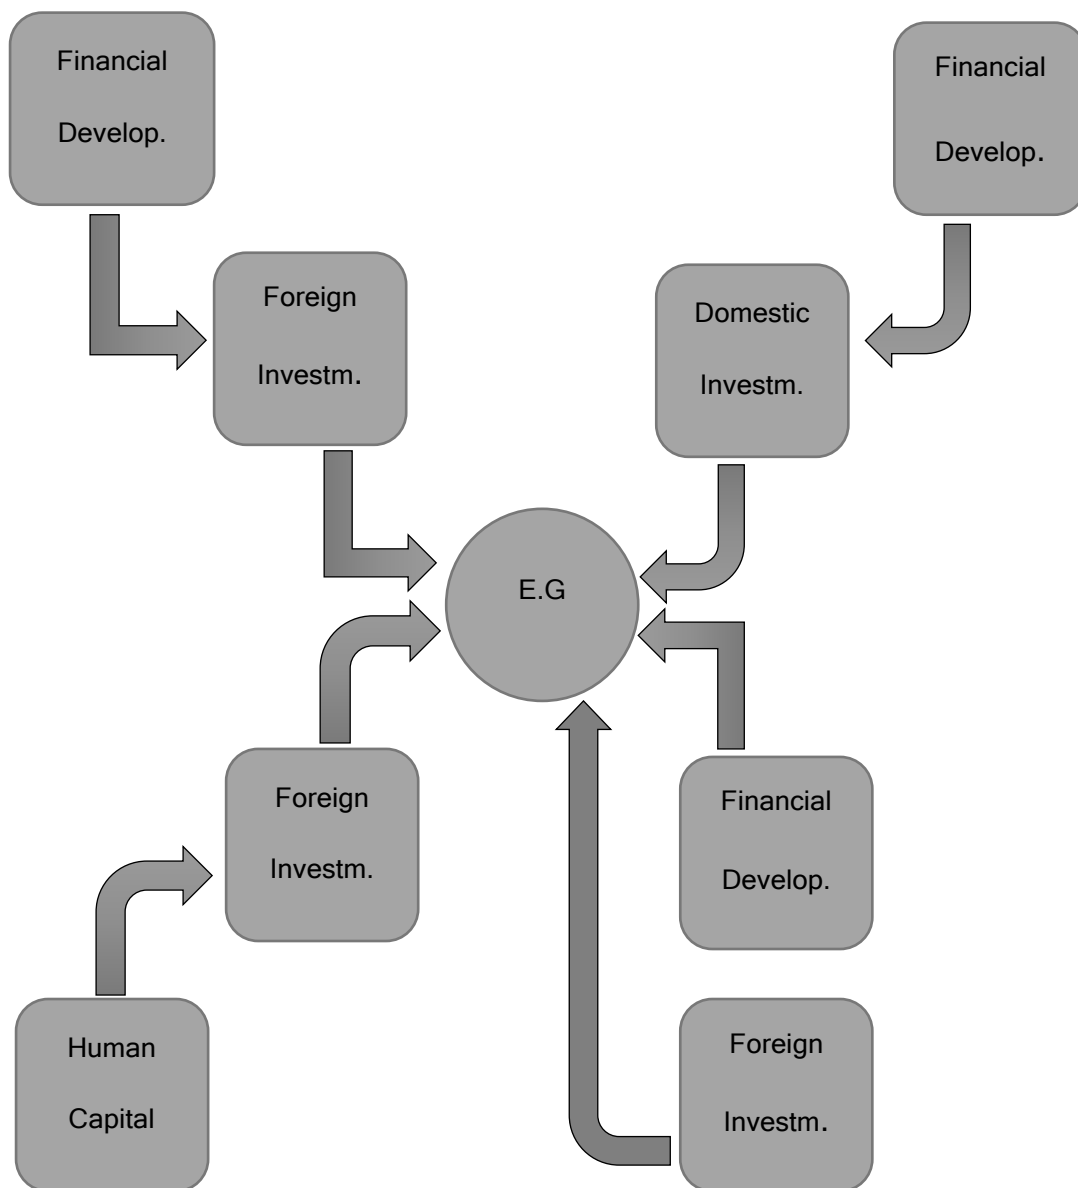 Financial
Develop.
Financial
Develop.
Foreign
Investm.
Domestic
Investm.
E.G
Foreign
Investm.
Financial
Develop.
Human
Capital
Foreign
Investm.